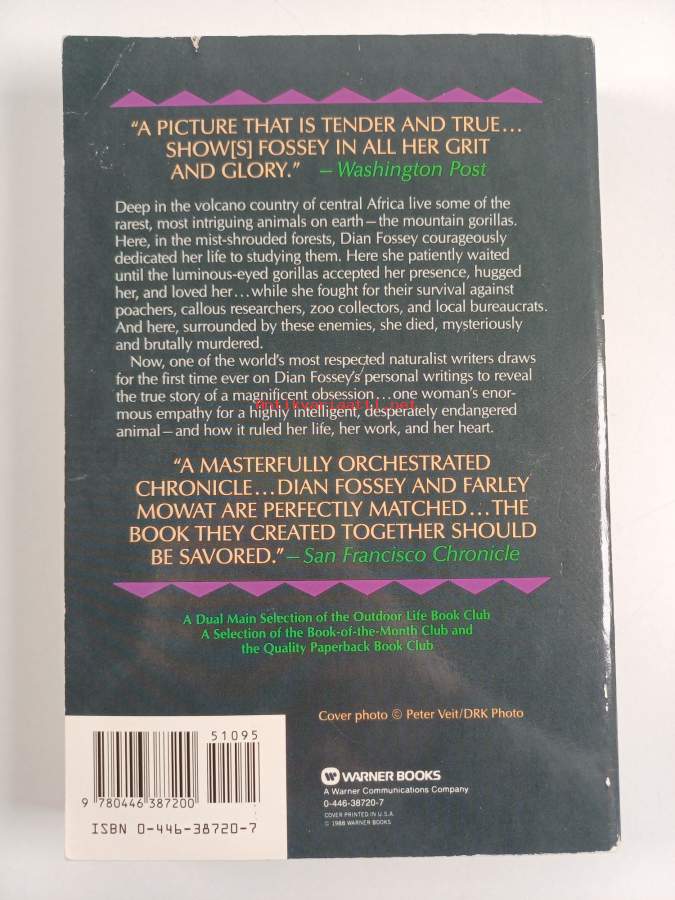 “A PICTURE THAT IS TENDER AND TRUE...
SHOW[S] FOSSEY IN ALL HER GRIT
AND GLORY.” – Washington Post
Deep in the volcano country of central Africa live some of the
rarest, most intriguing animals on earth—the mountain gorillas.
Here, in the mist-shrouded forests, Dian Fossey courageously
dedicated her life to studying them. Here she patiently waited
until the luminous-eyed gorillas accepted her presence, hugged
her, and loved her...while she fought for their survival against
poachers, callous researchers, zoo collectors, and local bureaucrats.
And here, surrounded by these enemies, she died, mysteriously
and brutally murdered.
Now, one of the world's most respected naturalist writers draws
for the first time ever on Dian Fossey's personal writings to reveal
the true story of a magnificent obsession...one woman's enor-
antikvariaatti.net
mous empathy for a highly intelligent, desperately endangered
animal—and how it ruled her life, her work, and her heart.
“A MASTERFULLY ORCHESTRATED
CHRONICLE...DIAN FOSSEY AND FARLEY
MOWAT ARE PERFECTLY MATCHED...THE
BOOK THEY CREATED TOGETHER SHOULD
BE SAVORED.”–San Francisco Chronicle
A Dual Main Selection of the Outdoor Life Book Club
A Selection of the Book-of-the-Month Club and
the Quality Paperback Book Club
Cover photo © Peter Veit/DRK Photo
51095
9 780446 387200
ISBN 0-446-38720-7
WARNER BOOKS
A Warner Communications Company
0-446-38720-7
COVER PRINTED IN U.S.A.
© 1988 WARNER BOOKS